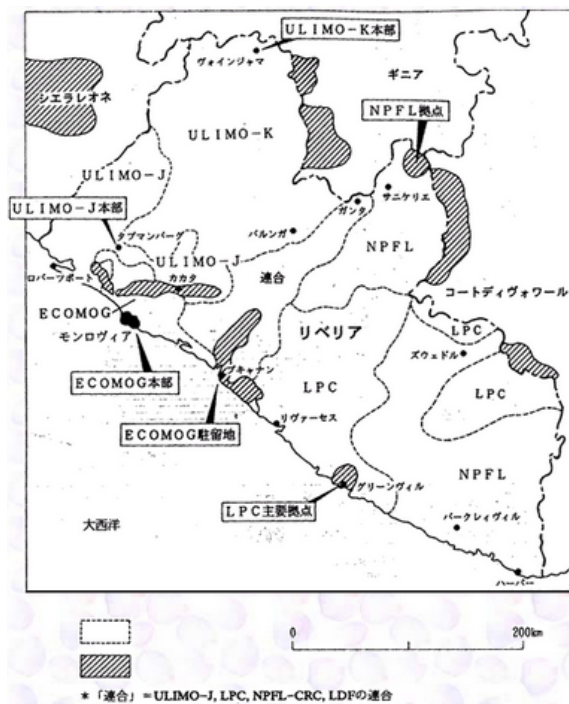 ULIMO-K本部
ヴォインジャマ
ギニア
シエラレオネ
NPFL拠点
ULIMO-K
ULIMO-J
サニケリエ
ガンタ
ULIMO-J本部
タブマンバーグ
バルンガ
NPFL
ULIMO-J
連合
ロバーツポート
カカタ
コートディヴォワール
ECOMOG
リベリア
LPC
モンロヴィア
ズウェドル
ECOMOG本部
ブキャナン
LPC
LPC
ECOMOG駐留地
リヴァーセス
NPFL
グリーンヴィル
LPC主要拠点
大西洋
バークレィヴィル
ハーパー
0 200km
*「連合」=ULIMO-J, LPC, NPFL-CRC, LDFの連合